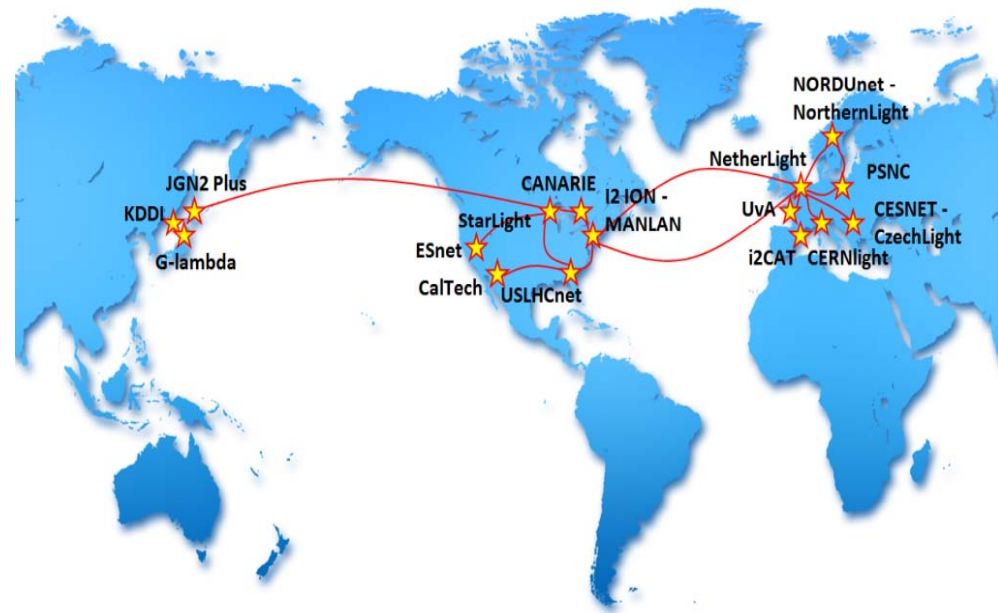 NORDUnet -
NorthernLight
NetherLight
PSNC
JGN2 Plus
CANARIE
I2 ION -
MANLAN
KDDI
StarLight
UvA
CESNET -
CzechLight
ESnet
G-lambda
i2CAT
CERNlight
CalTech
USLHCnet